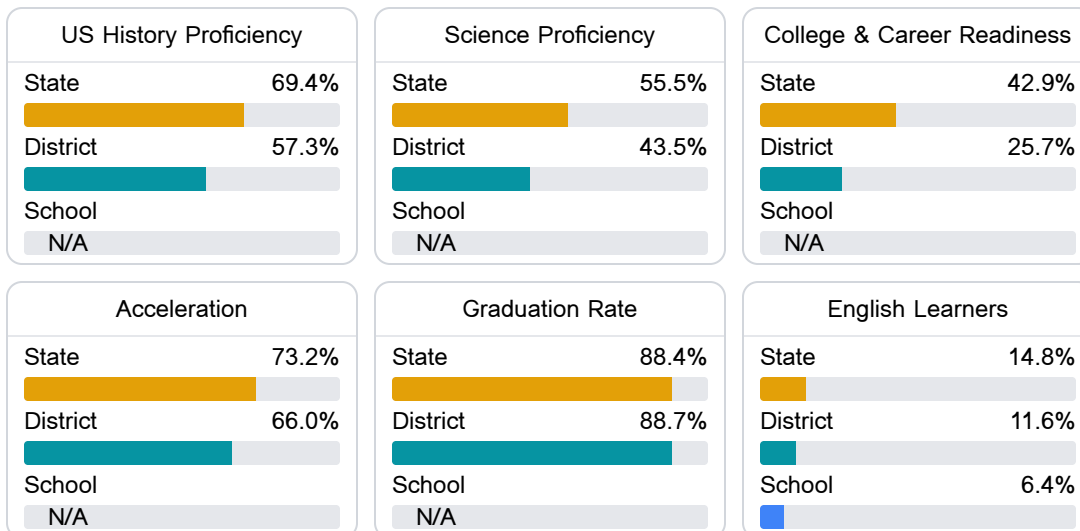 US History Proficiency
State 69.4%
District 57.3%
School
N/A
Science Proficiency
State 55.5%
District 43.5%
School
N/A
College & Career Readiness
State 42.9%
District 25.7%
School
N/A
Acceleration
State 73.2%
District 66.0%
School
N/A
Graduation Rate
State 88.4%
District 88.7%
School
N/A
English Learners
State 14.8%
District 11.6%
School 6.4%